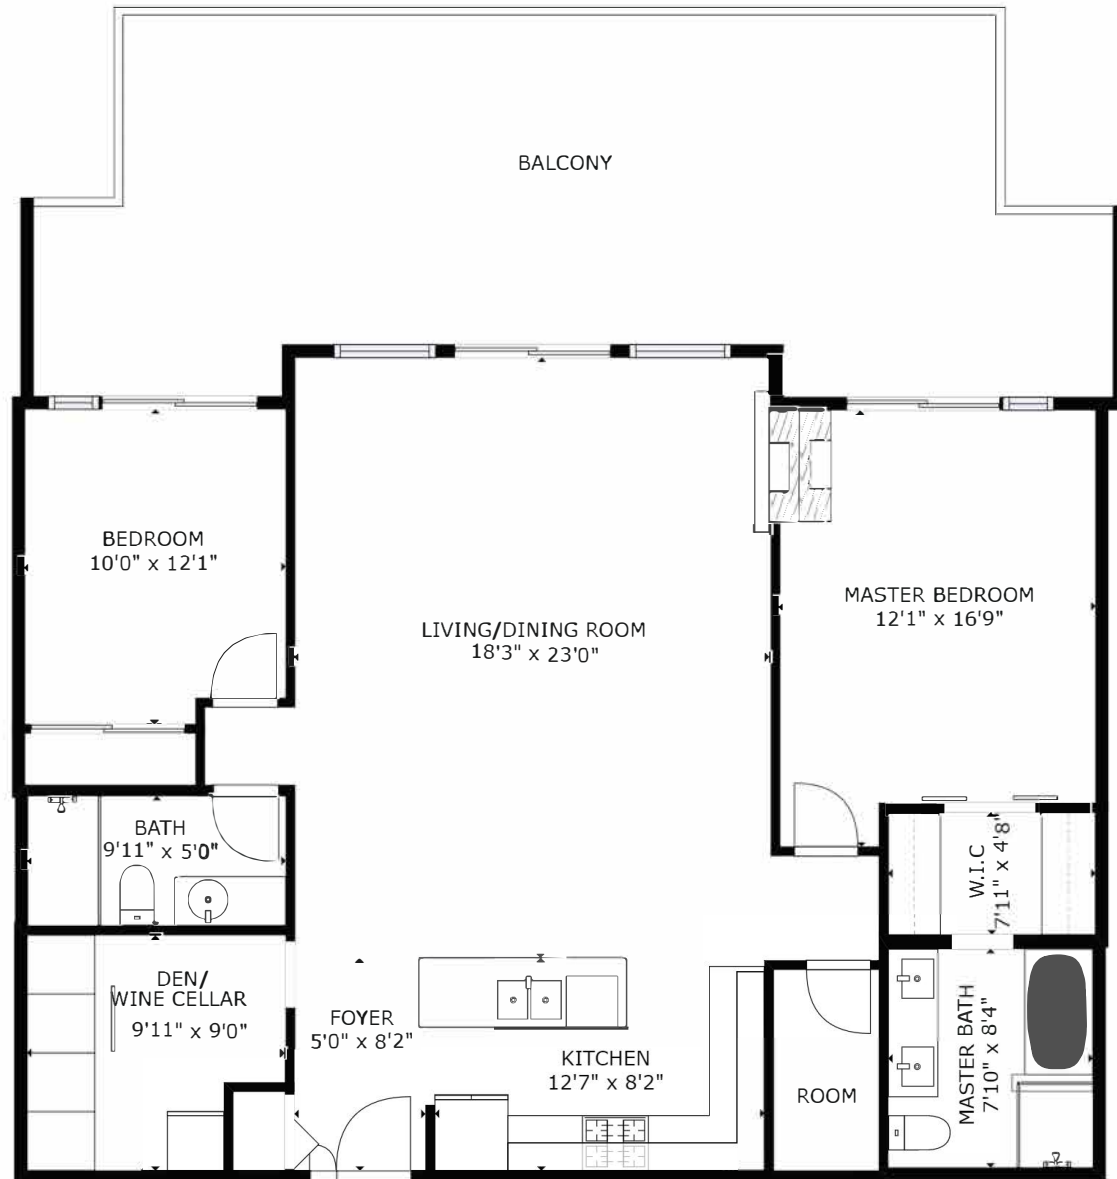 BALCONY
BEDROOM
10'0" x 12'1"
MASTER BEDROOM
12'1" x 16'9"
LIVING/DINING ROOM
18'3" x 23'0"
BATH
9'11" x 5'0"
W.I.C
7'11" x 4'8"
DEN/
WINE CELLAR
9'11" x 9'0"
FOYER
5'0" x 8'2"
KITCHEN
12'7" x 8'2"
ROOM
MASTER BATH
7'10" x 8'4"